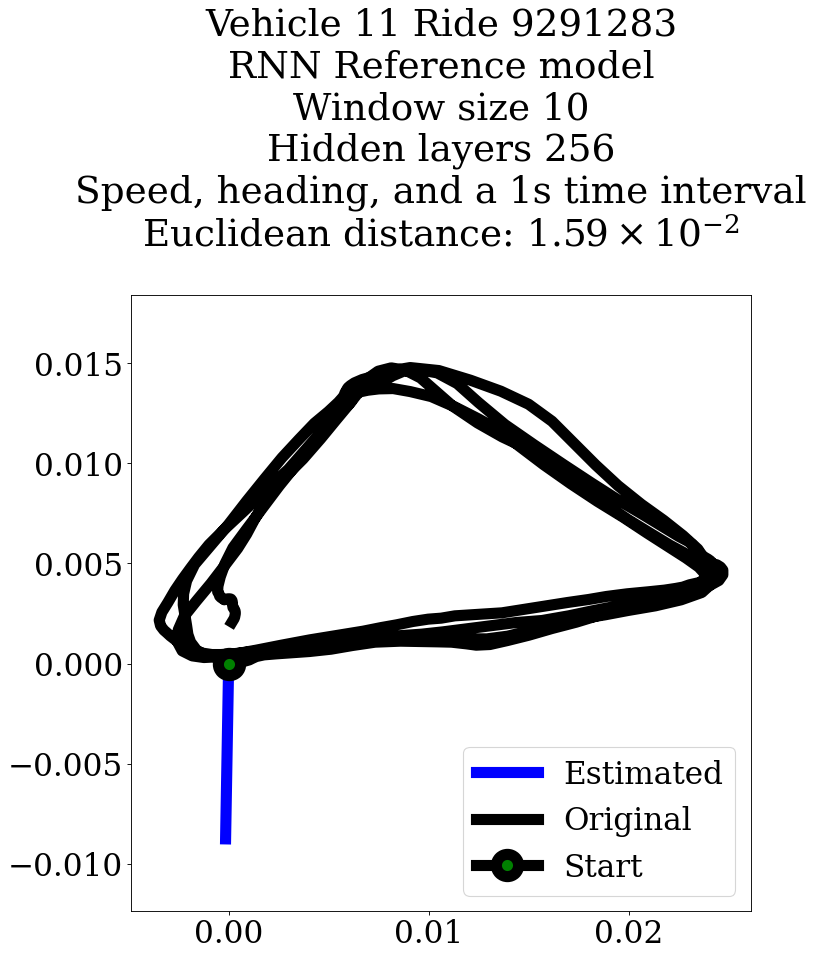 Vehicle 11 Ride 9291283
RNN Reference model
Window size 10
Hidden layers 256
Speed, heading, and a 1s time interval
Euclidean distance: 1.59 × 10⁻²
0.015
0.010
0.005
0.000
−0.005
−0.010
Estimated
Original
Start
0.00 0.01 0.02